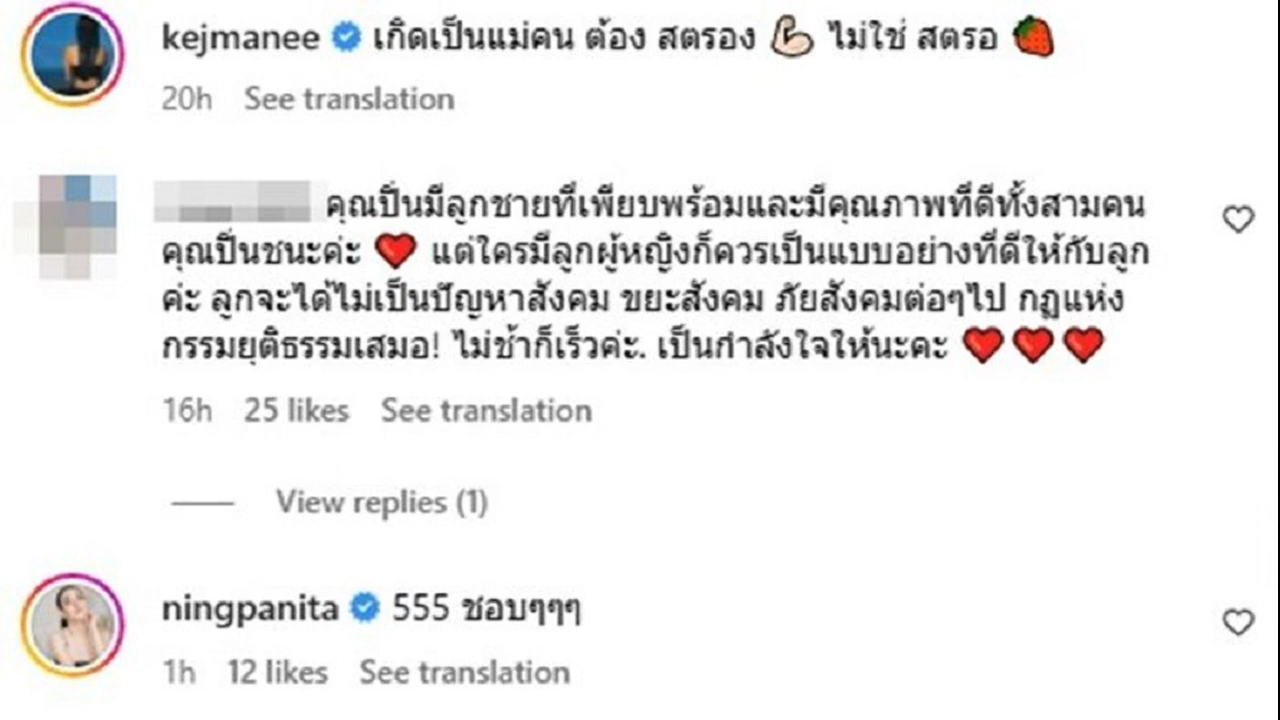 kejmanee เกิดเป็นแม่คน ต้อง สตรอง 💪🏻 ไม่ใช่ สตรอ 🍓
20h See translation
คุณปิ่นมีลูกชายที่เพียบพร้อมและมีคุณภาพที่ดีทั้งสามคน
คุณปิ่นชนะค่ะ ❤️ แต่ใครมีลูกผู้หญิงก็ควรเป็นแบบอย่างที่ดีให้กับลูก
ค่ะ ลูกจะได้ไม่เป็นปัญหาสังคม ขยะสังคม ภัยสังคมต่อๆไป กฏแห่ง
กรรมยุติธรรมเสมอ! ไม่ช้าก็เร็วค่ะ. เป็นกำลังใจให้นะคะ ❤️❤️❤️
16h 25 likes See translation
View replies (1)
ningpanita 555 ชอบๆๆๆ
1h 12 likes See translation